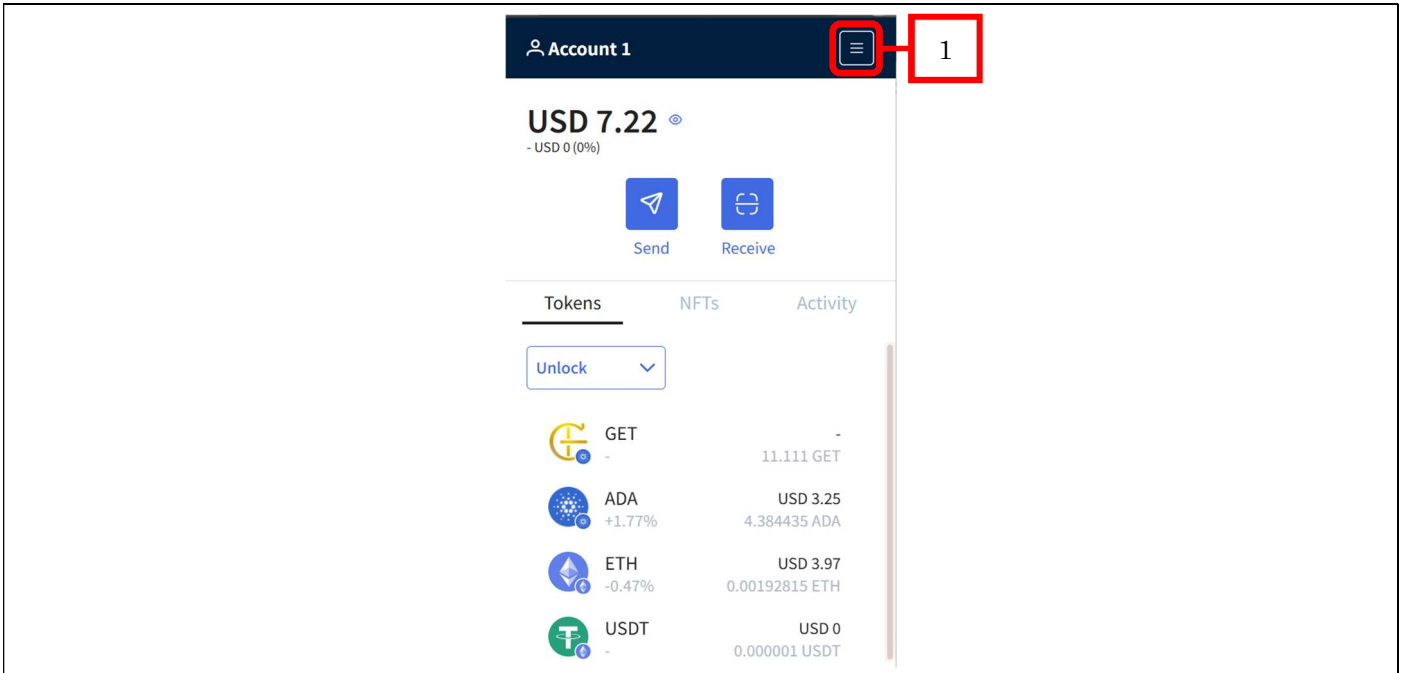 Account 1
1
USD 7.22
- USD 0 (0%)
Send Receive
Tokens NFTs Activity
Unlock
GET -
- 11.111 GET
ADA USD 3.25
+1.77% 4.384435 ADA
ETH USD 3.97
-0.47% 0.00192815 ETH
USDT USD 0
- 0.000001 USDT